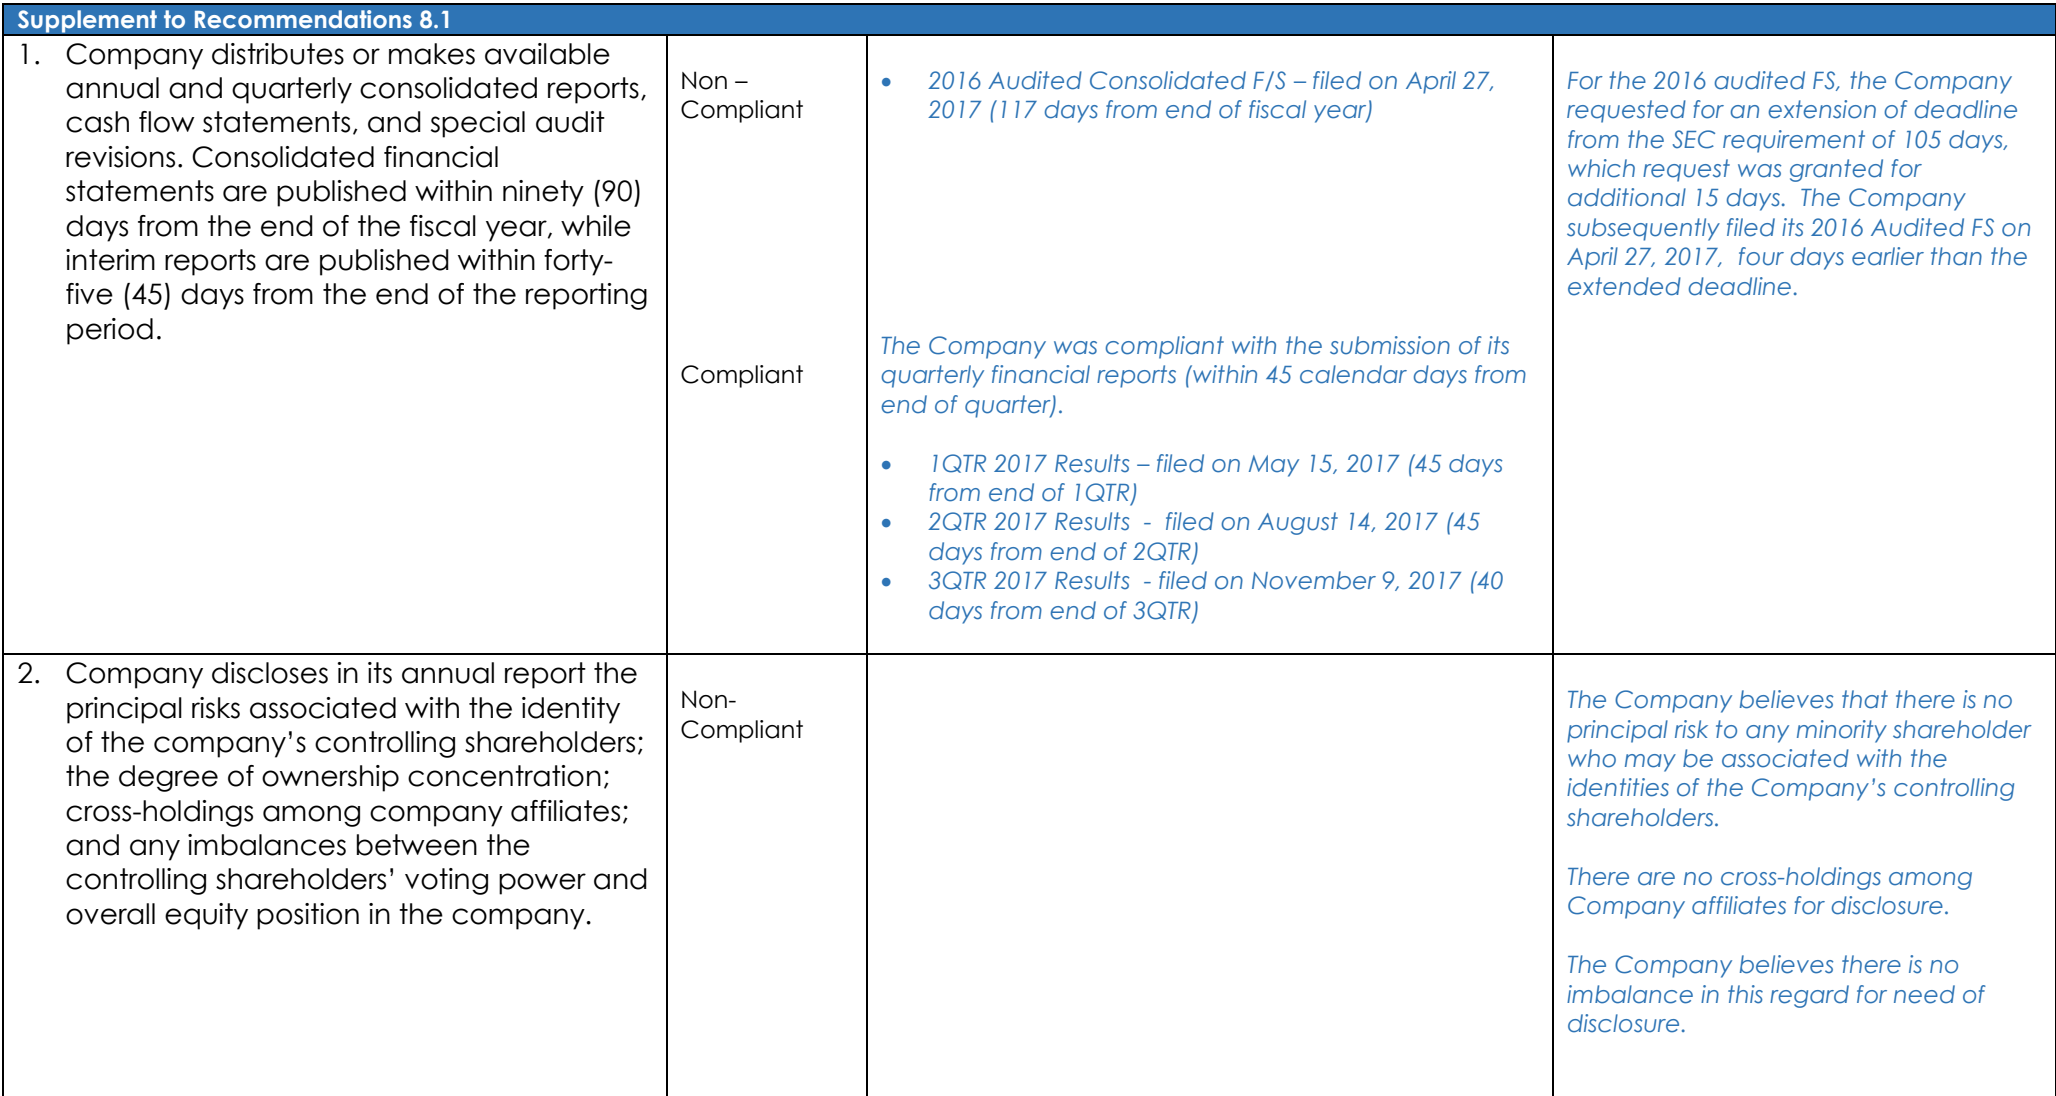 Supplement to Recommendations 8.1
1. Company distributes or makes available
annual and quarterly consolidated reports,
cash flow statements, and special audit
revisions. Consolidated financial
statements are published within ninety (90)
days from the end of the fiscal year, while
interim reports are published within forty-
five (45) days from the end of the reporting
period.
Non –
Compliant
Compliant
• 2016 Audited Consolidated F/S – filed on April 27,
2017 (117 days from end of fiscal year)
The Company was compliant with the submission of its
quarterly financial reports (within 45 calendar days from
end of quarter).
• 1QTR 2017 Results – filed on May 15, 2017 (45 days
from end of 1QTR)
• 2QTR 2017 Results - filed on August 14, 2017 (45
days from end of 2QTR)
• 3QTR 2017 Results - filed on November 9, 2017 (40
days from end of 3QTR)
For the 2016 audited FS, the Company
requested for an extension of deadline
from the SEC requirement of 105 days,
which request was granted for
additional 15 days. The Company
subsequently filed its 2016 Audited FS on
April 27, 2017, four days earlier than the
extended deadline.
2. Company discloses in its annual report the
principal risks associated with the identity
of the company’s controlling shareholders;
the degree of ownership concentration;
cross-holdings among company affiliates;
and any imbalances between the
controlling shareholders’ voting power and
overall equity position in the company.
Non-
Compliant
The Company believes that there is no
principal risk to any minority shareholder
who may be associated with the
identities of the Company’s controlling
shareholders.
There are no cross-holdings among
Company affiliates for disclosure.
The Company believes there is no
imbalance in this regard for need of
disclosure.